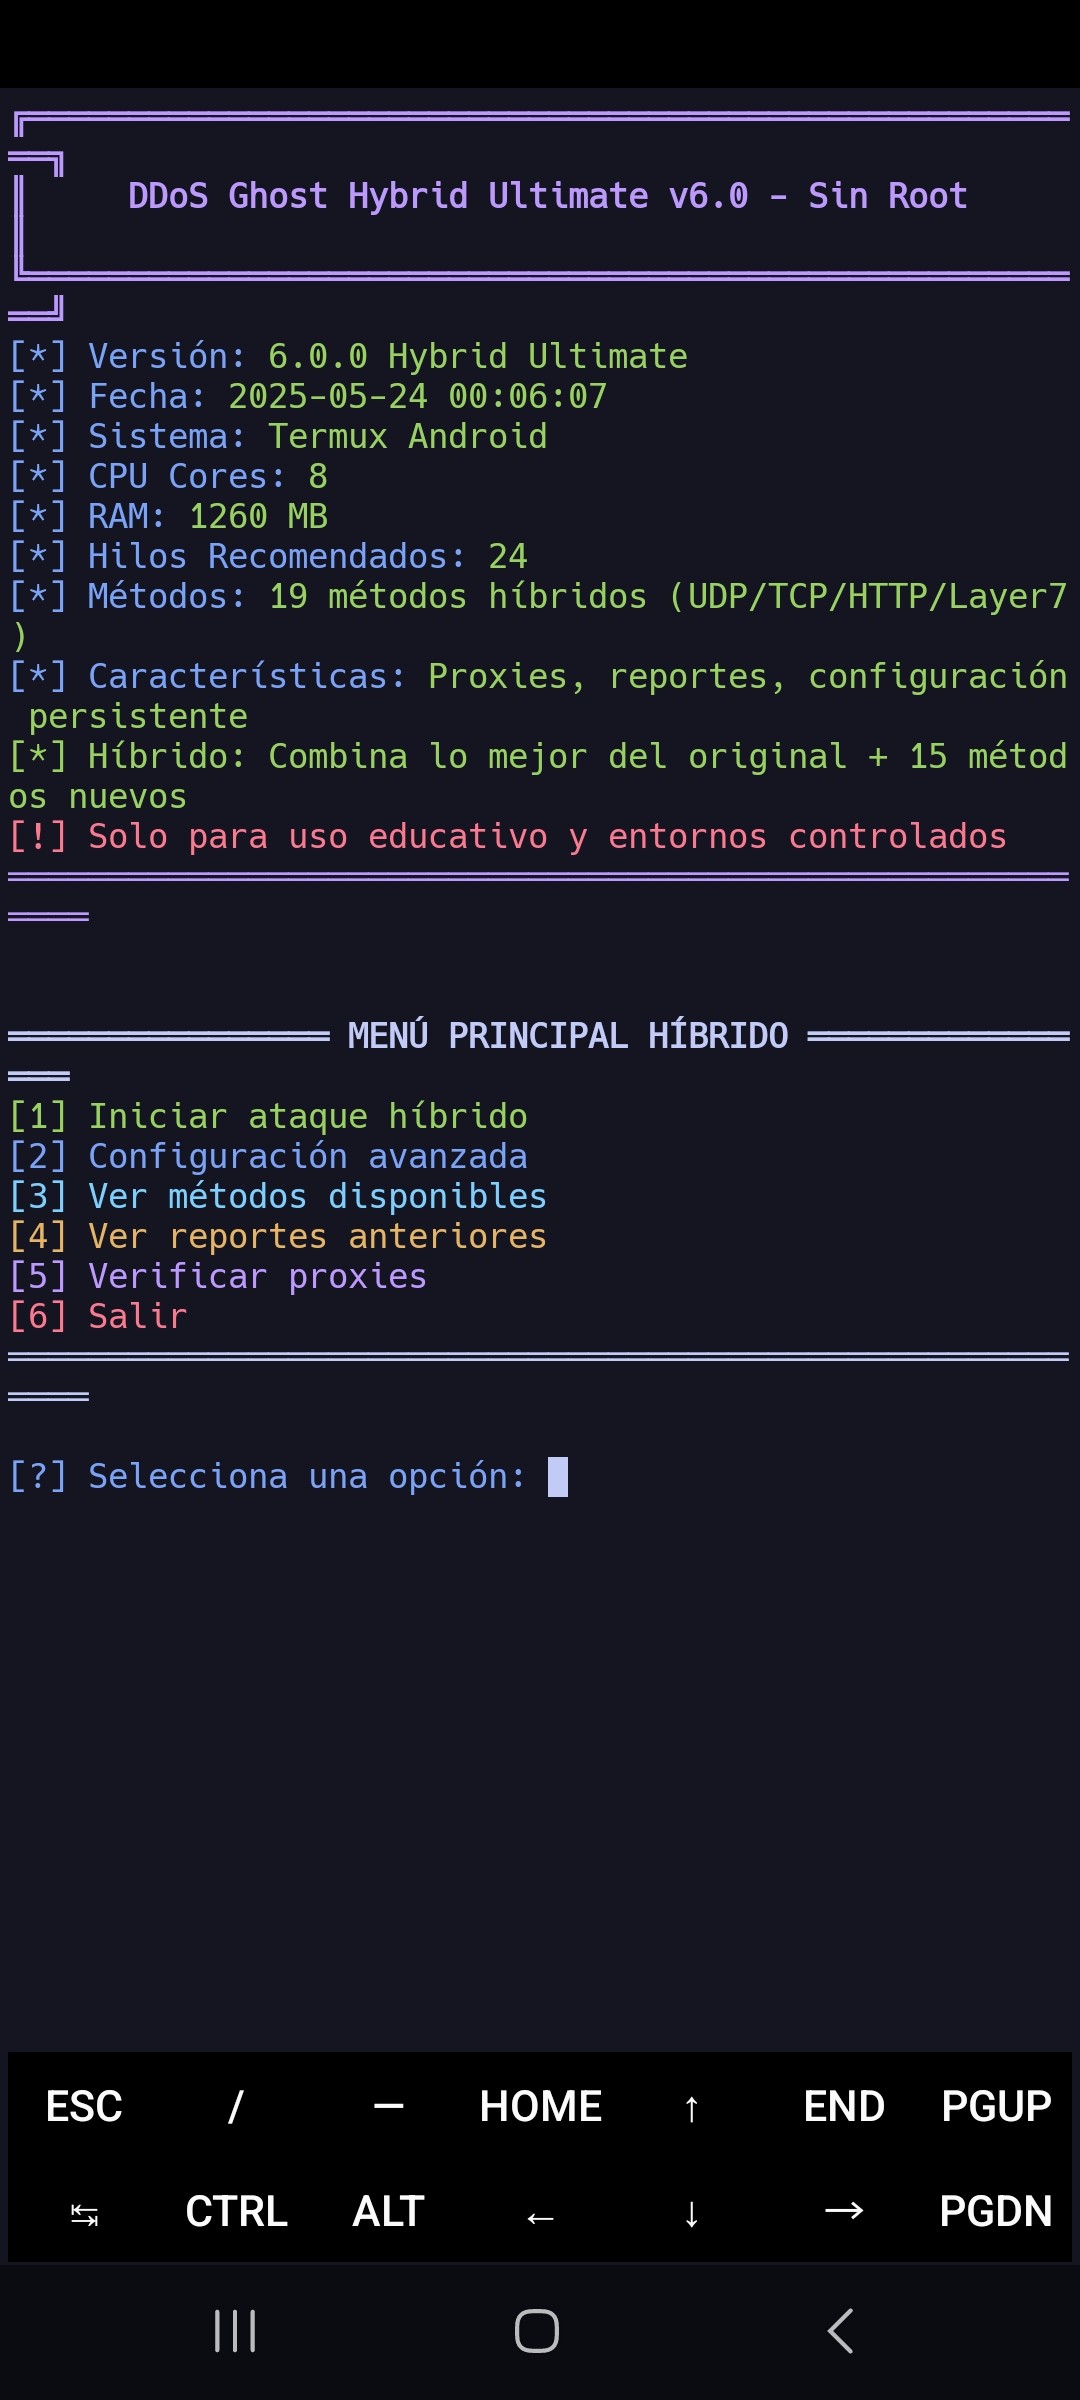 DDoS Ghost Hybrid Ultimate v6.0 - Sin Root
[*] Versión: 6.0.0 Hybrid Ultimate
[*] Fecha: 2025-05-24 00:06:07
[*] Sistema: Termux Android
[*] CPU Cores: 8
[*] RAM: 1260 MB
[*] Hilos Recomendados: 24
[*] Métodos: 19 métodos híbridos (UDP/TCP/HTTP/Layer7
)
[*] Características: Proxies, reportes, configuración
persistente
[*] Híbrido: Combina lo mejor del original + 15 métod
os nuevos
[!] Solo para uso educativo y entornos controlados
MENÚ PRINCIPAL HÍBRIDO
[1] Iniciar ataque híbrido
[2] Configuración avanzada
[3] Ver métodos disponibles
[4] Ver reportes anteriores
[5] Verificar proxies
[6] Salir
[?] Selecciona una opción:
ESC / — HOME ↑ END PGUP
↹ CTRL ALT ← ↓ → PGDN